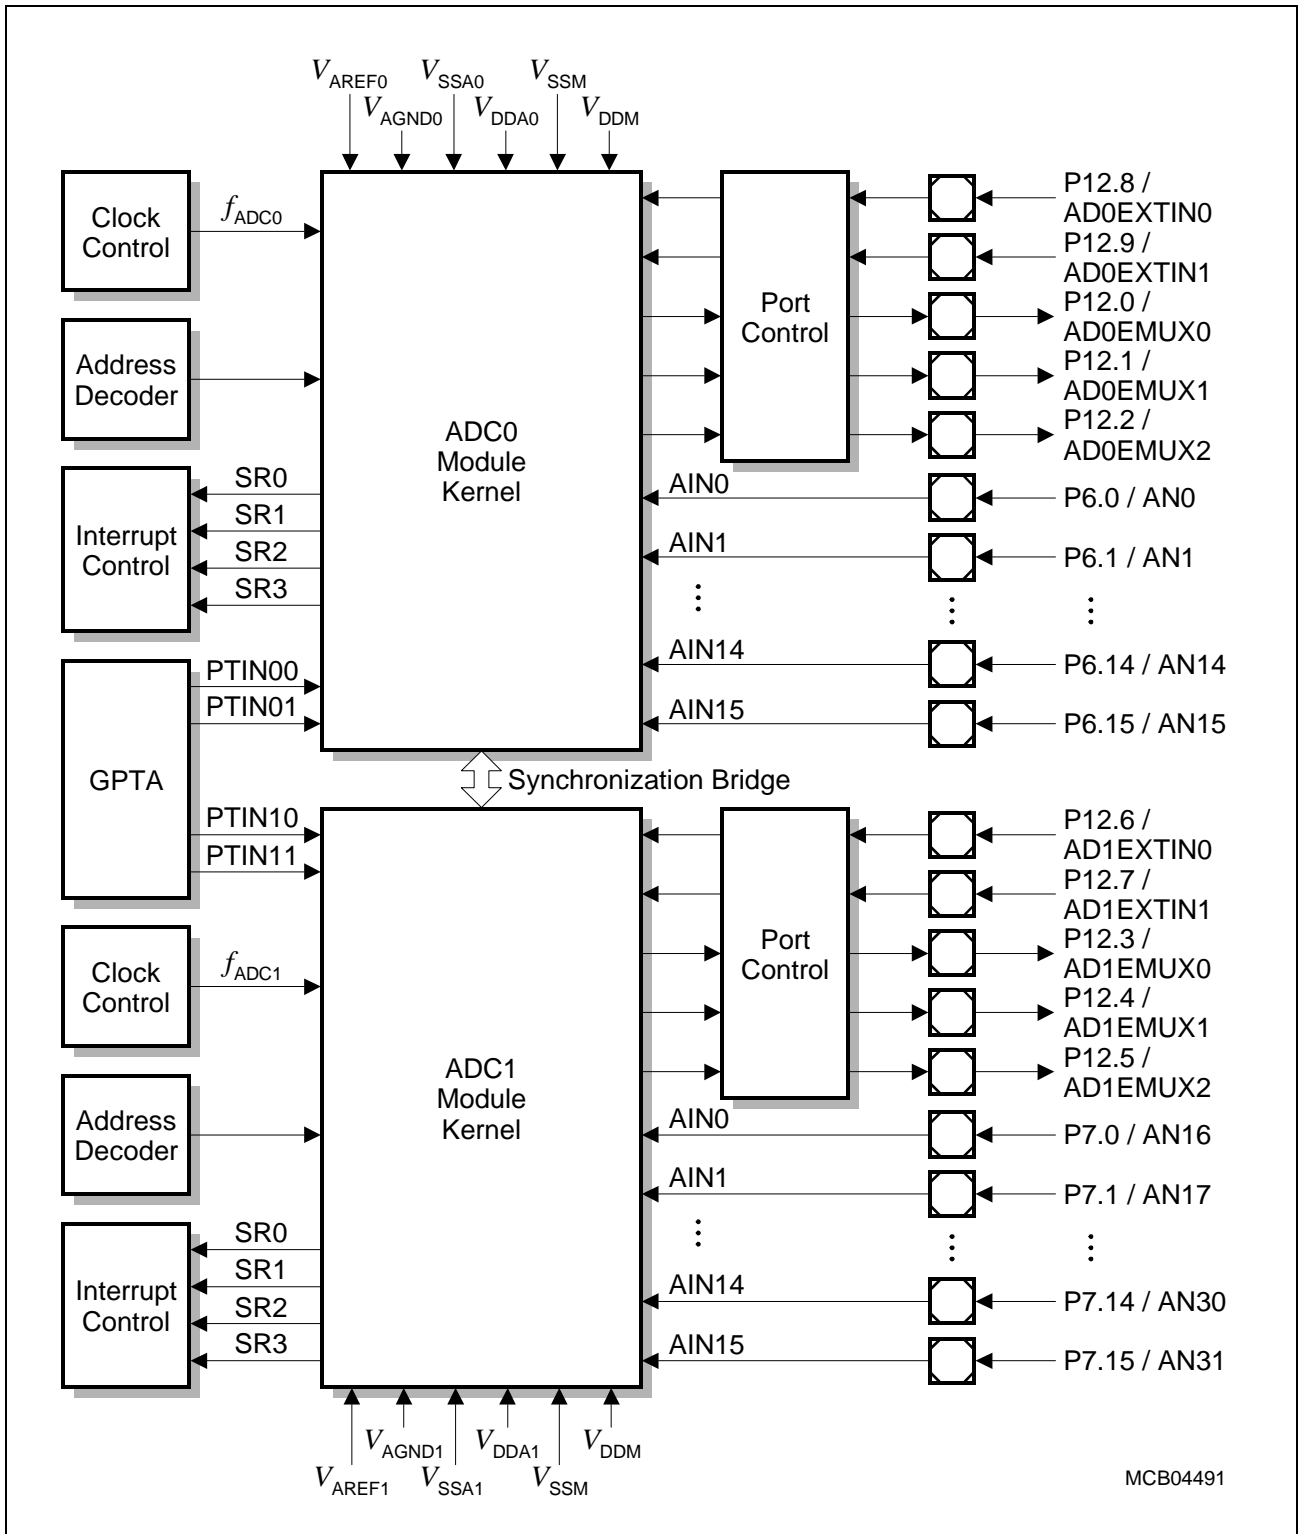 VAREF0 VSSA0 VSSM
VAGND0 VDDA0 VDDM
Clock
Control
fADC0
Address
Decoder
Interrupt
Control
SR0
SR1
SR2
SR3
GPTA
PTIN00
PTIN01
PTIN10
PTIN11
ADC0
Module
Kernel
Port
Control
P12.8 /
AD0EXTIN0
P12.9 /
AD0EXTIN1
P12.0 /
AD0EMUX0
P12.1 /
AD0EMUX1
P12.2 /
AD0EMUX2
AIN0 P6.0 / AN0
AIN1 P6.1 / AN1
AIN14 P6.14 / AN14
AIN15 P6.15 / AN15
Synchronization Bridge
Clock
Control
fADC1
Address
Decoder
Interrupt
Control
SR0
SR1
SR2
SR3
ADC1
Module
Kernel
Port
Control
P12.6 /
AD1EXTIN0
P12.7 /
AD1EXTIN1
P12.3 /
AD1EMUX0
P12.4 /
AD1EMUX1
P12.5 /
AD1EMUX2
AIN0 P7.0 / AN16
AIN1 P7.1 / AN17
AIN14 P7.14 / AN30
AIN15 P7.15 / AN31
VAGND1 VDDA1 VDDM
VAREF1 VSSA1 VSSM
MCB04491